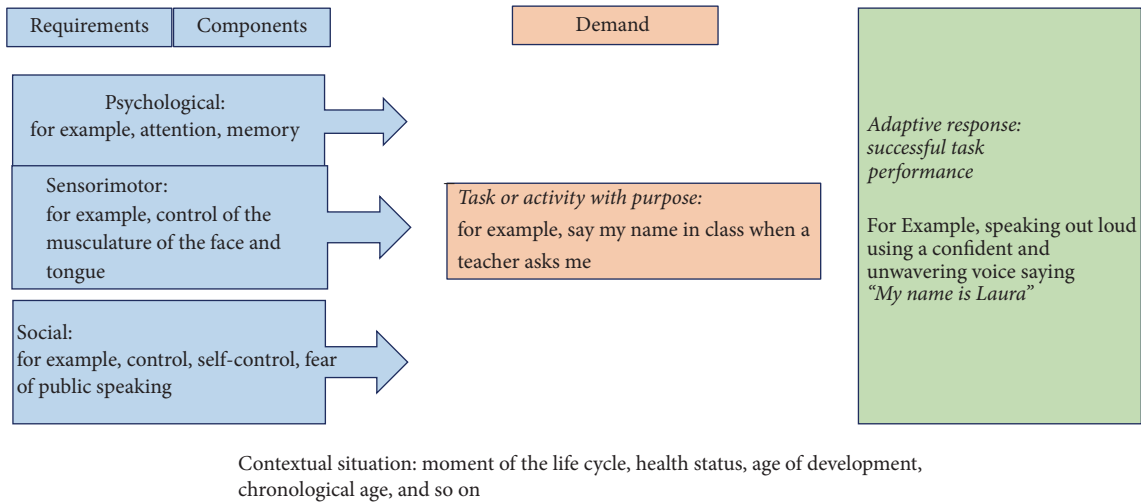 Requirements
Components
Demand
Psychological:
for example, attention, memory
Sensorimotor:
for example, control of the
musculature of the face and
tongue
Social:
for example, control, self-control, fear
of public speaking
Task or activity with purpose:
for example, say my name in class when a
teacher asks me
Adaptive response:
successful task
performance
For Example, speaking out loud
using a confident and
unwavering voice saying
“My name is Laura”
Contextual situation: moment of the life cycle, health status, age of development,
chronological age, and so on